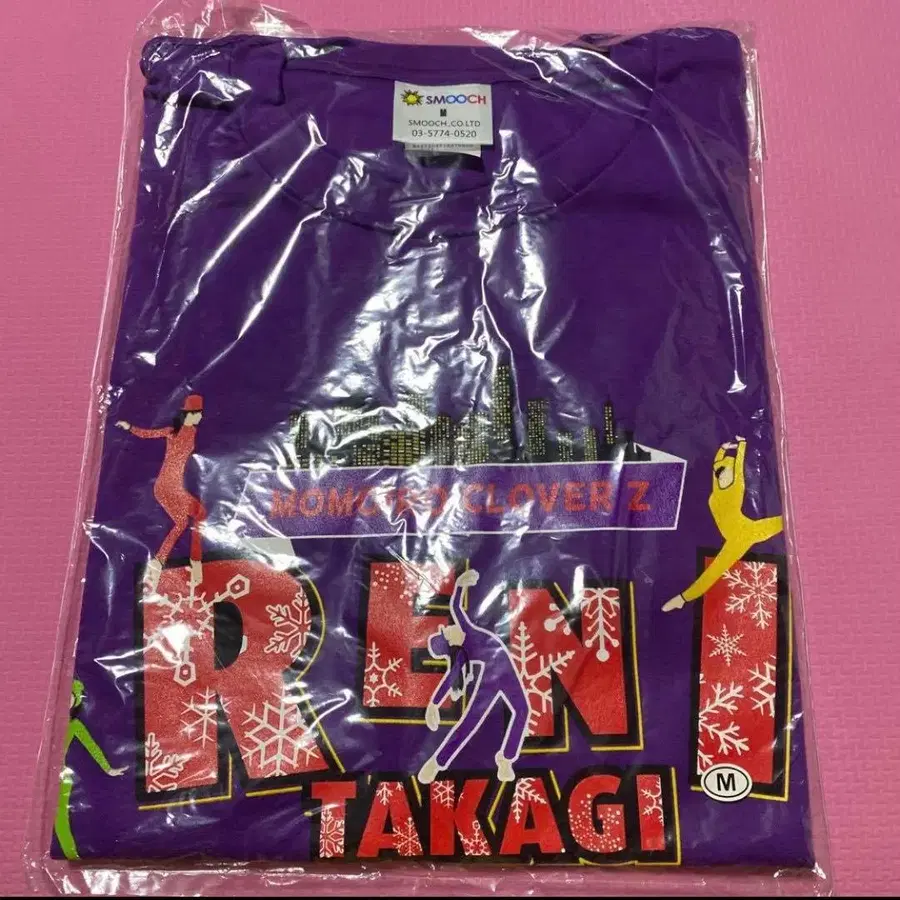 SMOOCH
M
SMOOCH.,CO.LTD
03-5774-0520
MOMOIRO CLOVER Z
RENI
TAKAGI
M